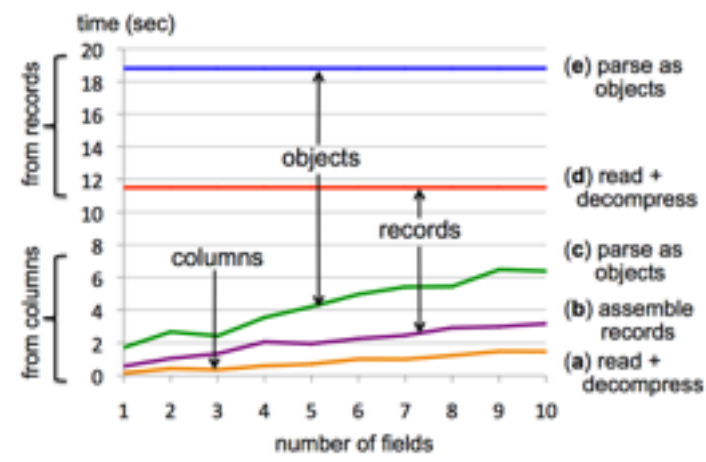 time (sec)
20
18
16
14
12
10
8
6
4
2
0
from records
from columns
objects
records
columns
(e) parse as
objects
(d) read +
decompress
(c) parse as
objects
(b) assemble
records
(a) read +
decompress
1 2 3 4 5 6 7 8 9 10
number of fields